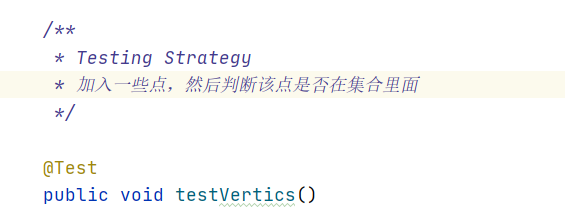 /**
* Testing Strategy
* 加入一些点，然后判断该点是否在集合里面
*/
@Test
public void testVertics()